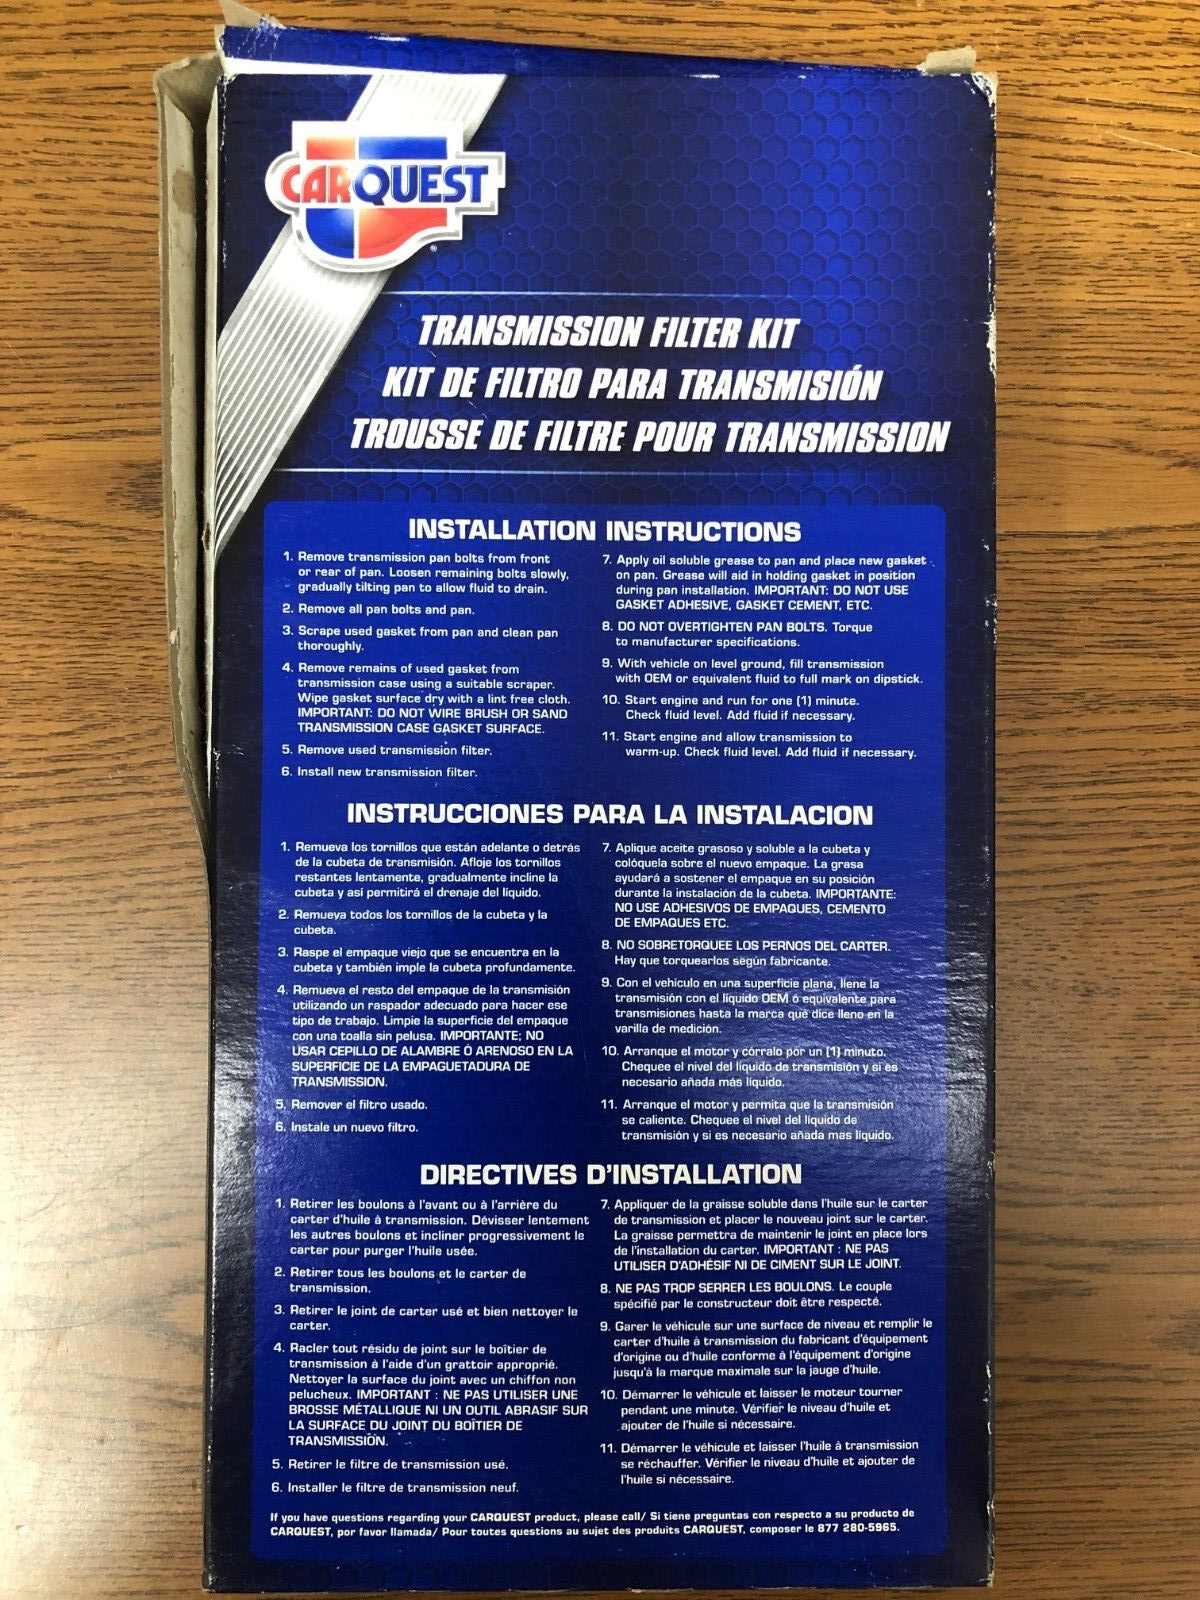 CARQUEST
®
TRANSMISSION FILTER KIT
KIT DE FILTRO PARA TRANSMISIÓN
TROUSSE DE FILTRE POUR TRANSMISSION
INSTALLATION INSTRUCTIONS
1. Remove transmission pan bolts from front
or rear of pan. Loosen remaining bolts slowly,
gradually tilting pan to allow fluid to drain.
2. Remove all pan bolts and pan.
3. Scrape used gasket from pan and clean pan
thoroughly.
4. Remove remains of used gasket from
transmission case using a suitable scraper.
Wipe gasket surface dry with a lint free cloth.
IMPORTANT: DO NOT WIRE BRUSH OR SAND
TRANSMISSION CASE GASKET SURFACE.
5. Remove used transmission filter.
6. Install new transmission filter.
7. Apply oil soluble grease to pan and place new gasket
on pan. Grease will aid in holding gasket in position
during pan installation. IMPORTANT: DO NOT USE
GASKET ADHESIVE, GASKET CEMENT, ETC.
8. DO NOT OVERTIGHTEN PAN BOLTS. Torque
to manufacturer specifications.
9. With vehicle on level ground, fill transmission
with OEM or equivalent fluid to full mark on dipstick.
10. Start engine and run for one (1) minute.
Check fluid level. Add fluid if necessary.
11. Start engine and allow transmission to
warm-up. Check fluid level. Add fluid if necessary.
INSTRUCCIONES PARA LA INSTALACION
1. Remueva los tornillos que están adelante o detrás
de la cubeta de transmisión. Afloje los tornillos
restantes lentamente, gradualmente incline la
cubeta y así permitirá el drenaje del líquido.
2. Remueva todos los tornillos de la cubeta y la
cubeta.
3. Raspe el empaque viejo que se encuentra en la
cubeta y también imple la cubeta profundamente.
4. Remueva el resto del empaque de la transmisión
utilizando un raspador adecuado para hacer ese
tipo de trabajo. Limpie la superficie del empaque
con una toalla sin pelusa. IMPORTANTE; NO
USAR CEPILLO DE ALAMBRE Ó ARENOSO EN LA
SUPERFICIE DE LA EMPAGUETADURA DE
TRANSMISSION.
5. Remover el filtro usado.
6. Instale un nuevo filtro.
7. Aplique aceite grasoso y soluble a la cubeta y
colóquela sobre el nuevo empaque. La grasa
ayudará a sostener el empaque en su posición
durante la instalación de la cubeta. IMPORTANTE:
NO USE ADHESIVOS DE EMPAQUES, CEMENTO
DE EMPAQUES ETC.
8. NO SOBRETORQUEE LOS PERNOS DEL CARTER.
Hay que torquearlos según fabricante.
9. Con el vehículo en una superficie plana, llene la
transmisión con el líquido OEM ó equivalente para
transmisiones hasta la marca que dice lleno en la
varilla de medición.
10. Arranque el motor y córralo por un (1) minuto.
Chequee el nivel del líquido de transmisión y si es
necesario añada más líquido.
11. Arranque el motor y permita que la transmisión
se caliente. Chequee el nivel del líquido de
transmisión y si es necesario añada mas líquido.
DIRECTIVES D'INSTALLATION
1. Retirer les boulons à l'avant ou à l'arrière du
carter d'huile à transmission. Dévisser lentement
les autres boulons et incliner progressivement le
carter pour purger l'huile usée.
2. Retirer tous les boulons et le carter de
transmission.
3. Retirer le joint de carter usé et bien nettoyer le
carter.
4. Racler tout résidu de joint sur le boîtier de
transmission à l'aide d'un grattoir approprié.
Nettoyer la surface du joint avec un chiffon non
pelucheux. IMPORTANT : NE PAS UTILISER UNE
BROSSE MÉTALLIQUE NI UN OUTIL ABRASIF SUR
LA SURFACE DU JOINT DU BOÎTIER DE
TRANSMISSION.
5. Retirer le filtre de transmission usé.
6. Installer le filtre de transmission neuf.
7. Appliquer de la graisse soluble dans l'huile sur le carter
de transmission et placer le nouveau joint sur le carter.
La graisse permettra de maintenir le joint en place lors
de l'installation du carter. IMPORTANT : NE PAS
UTILISER D'ADHÉSIF NI DE CIMENT SUR LE JOINT.
8. NE PAS TROP SERRER LES BOULONS. Le couple
spécifié par le constructeur doit être respecté.
9. Garer le véhicule sur une surface de niveau et remplir le
carter d'huile à transmission du fabricant d'équipement
d'origine ou d'huile conforme à l'équipement d'origine
jusqu'à la marque maximale sur la jauge d'huile.
10. Démarrer le véhicule et laisser le moteur tourner
pendant une minute. Vérifier le niveau d'huile et
ajouter de l'huile si nécessaire.
11. Démarrer le véhicule et laisser l'huile à transmission
se réchauffer. Vérifier le niveau d'huile et ajouter de
l'huile si nécessaire.
If you have questions regarding your CARQUEST product, please call/ Si tiene preguntas con respecto a su producto de
CARQUEST, por favor llamada/ Pour toutes questions au sujet des produits CARQUEST, composer le 877 280-5965.